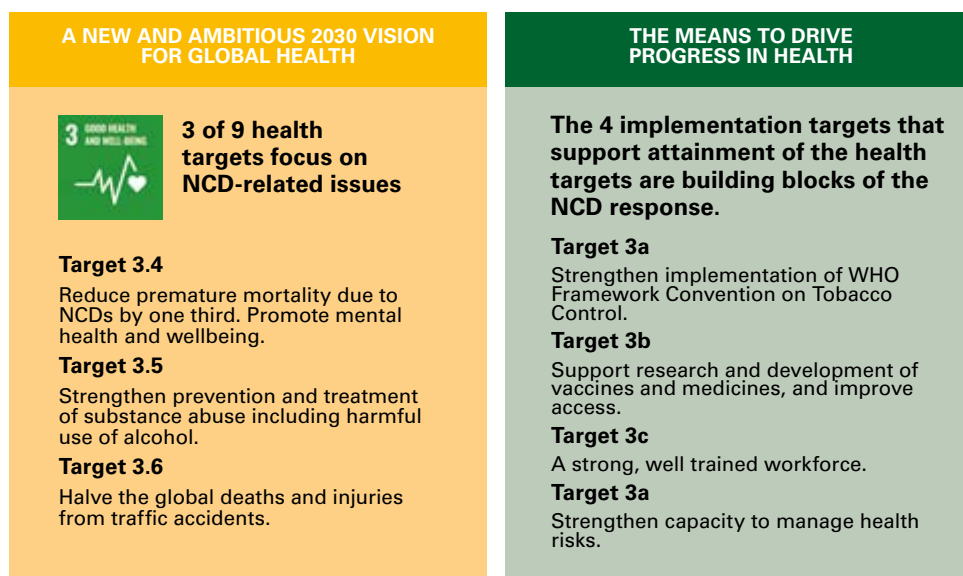 A NEW AND AMBITIOUS 2030 VISION
FOR GLOBAL HEALTH
3 GOOD HEALTH
AND WELL-BEING
3 of 9 health
targets focus on
NCD-related issues
Target 3.4
Reduce premature mortality due to
NCDs by one third. Promote mental
health and wellbeing.
Target 3.5
Strengthen prevention and treatment
of substance abuse including harmful
use of alcohol.
Target 3.6
Halve the global deaths and injuries
from traffic accidents.
THE MEANS TO DRIVE
PROGRESS IN HEALTH
The 4 implementation targets that
support attainment of the health
targets are building blocks of the
NCD response.
Target 3a
Strengthen implementation of WHO
Framework Convention on Tobacco
Control.
Target 3b
Support research and development of
vaccines and medicines, and improve
access.
Target 3c
A strong, well trained workforce.
Target 3a
Strengthen capacity to manage health
risks.